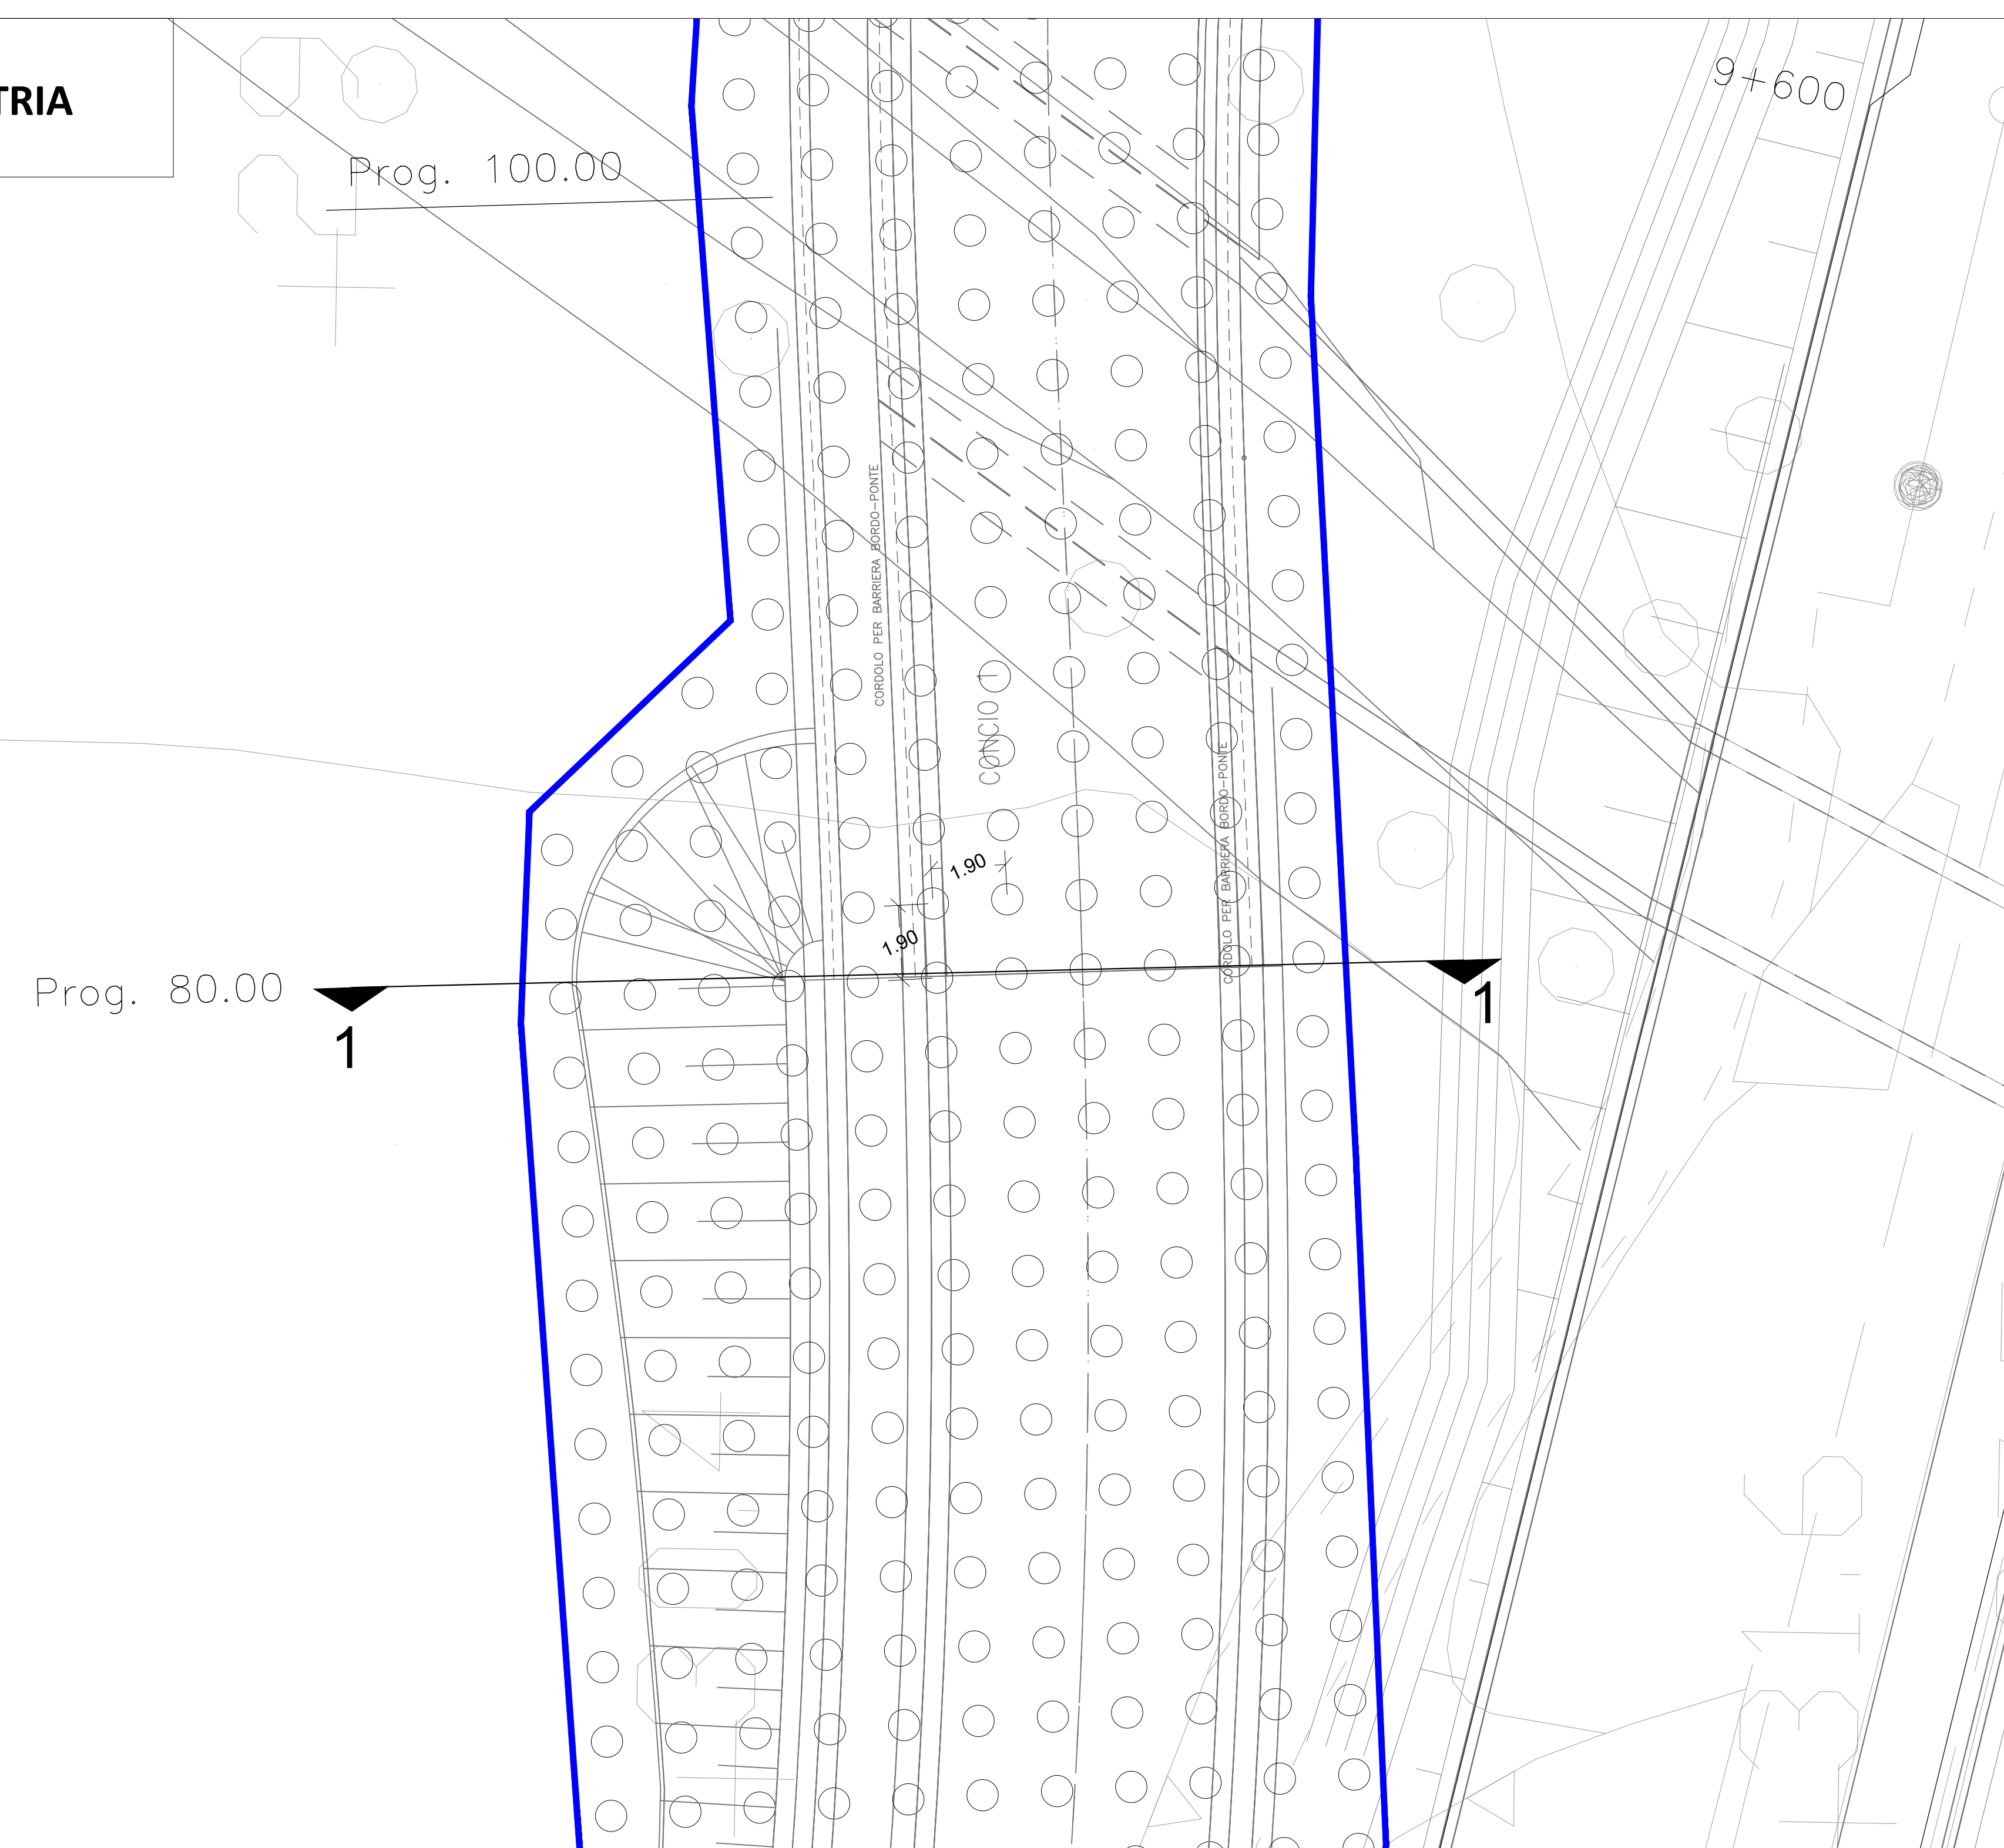 TRIA
9+600
Prog. 100.00
CORDOLO PER BARRIERA BORDO-PONTE
CONCIO 1
CORDOLO PER BARRIERA BORDO-PONTE
1.90
1.90
Prog. 80.00
1
1